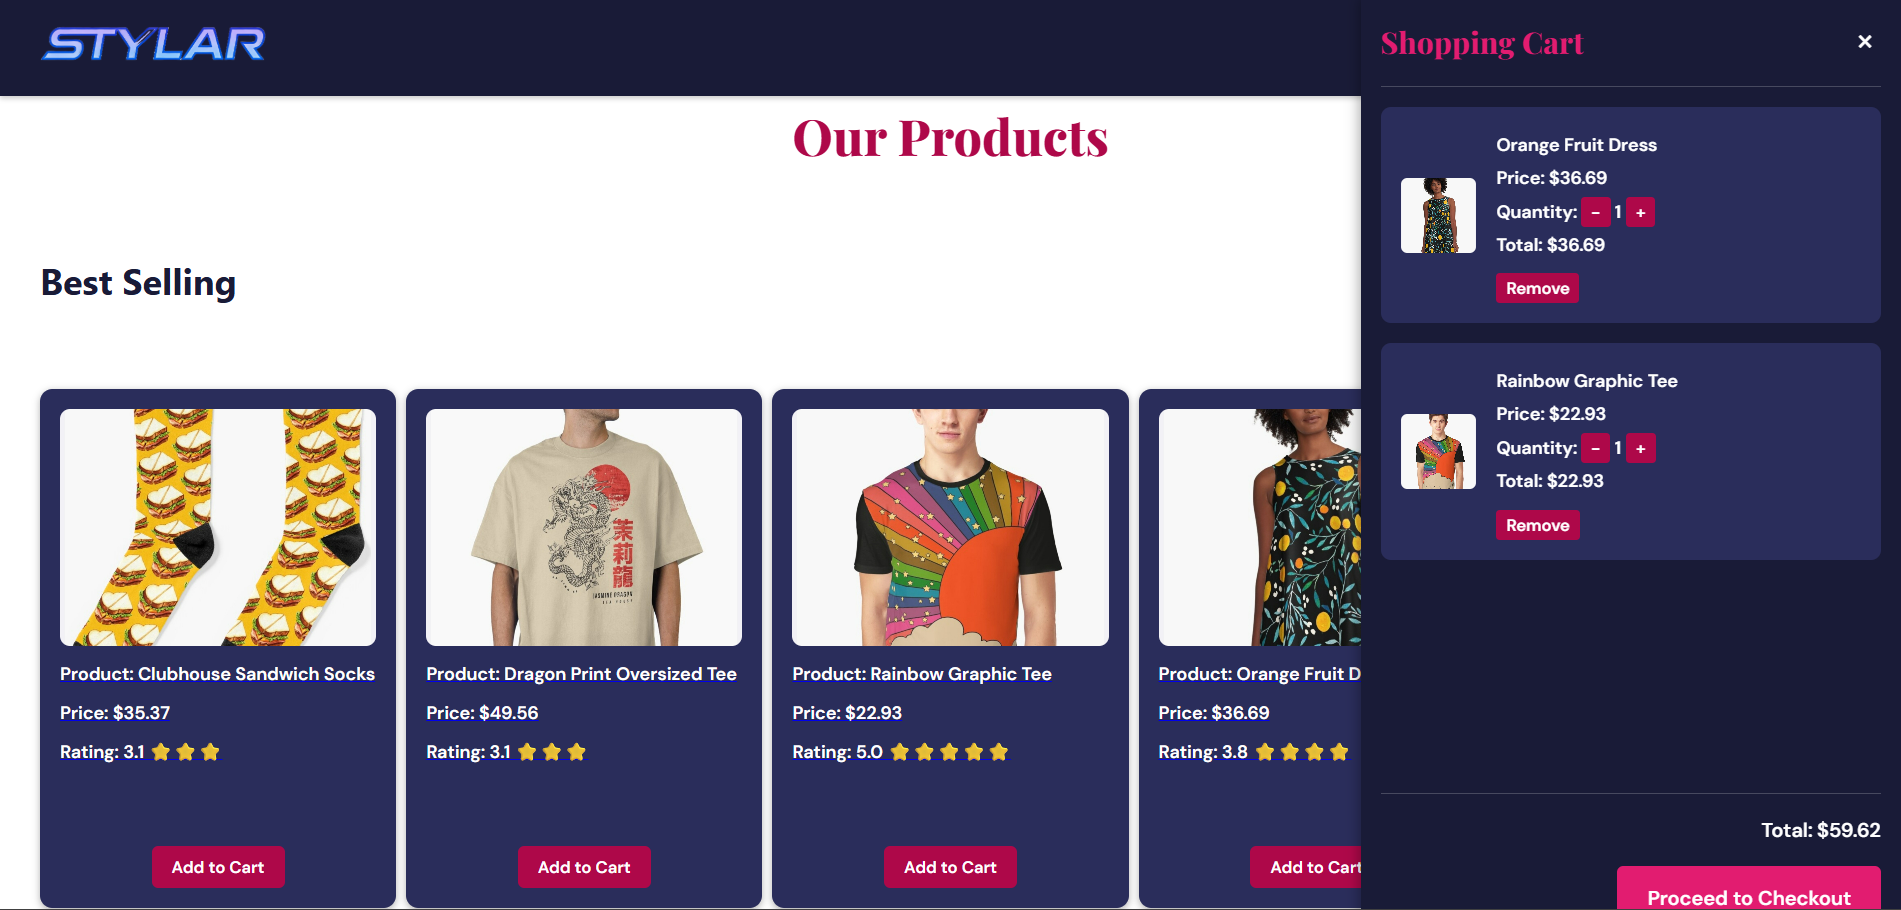 STYLAR
Our Products
Best Selling
茉莉龍
JASMINE DRAGON
Product: Clubhouse Sandwich Socks
Price: $35.37
Rating: 3.1
Add to Cart
Product: Dragon Print Oversized Tee
Price: $49.56
Rating: 3.1
Add to Cart
Product: Rainbow Graphic Tee
Price: $22.93
Rating: 5.0
Add to Cart
Product: Orange Fruit D
Price: $36.69
Rating: 3.8
Add to Cart
Shopping Cart
×
Orange Fruit Dress
Price: $36.69
Quantity: - 1 +
Total: $36.69
Remove
Rainbow Graphic Tee
Price: $22.93
Quantity: - 1 +
Total: $22.93
Remove
Total: $59.62
Proceed to Checkout